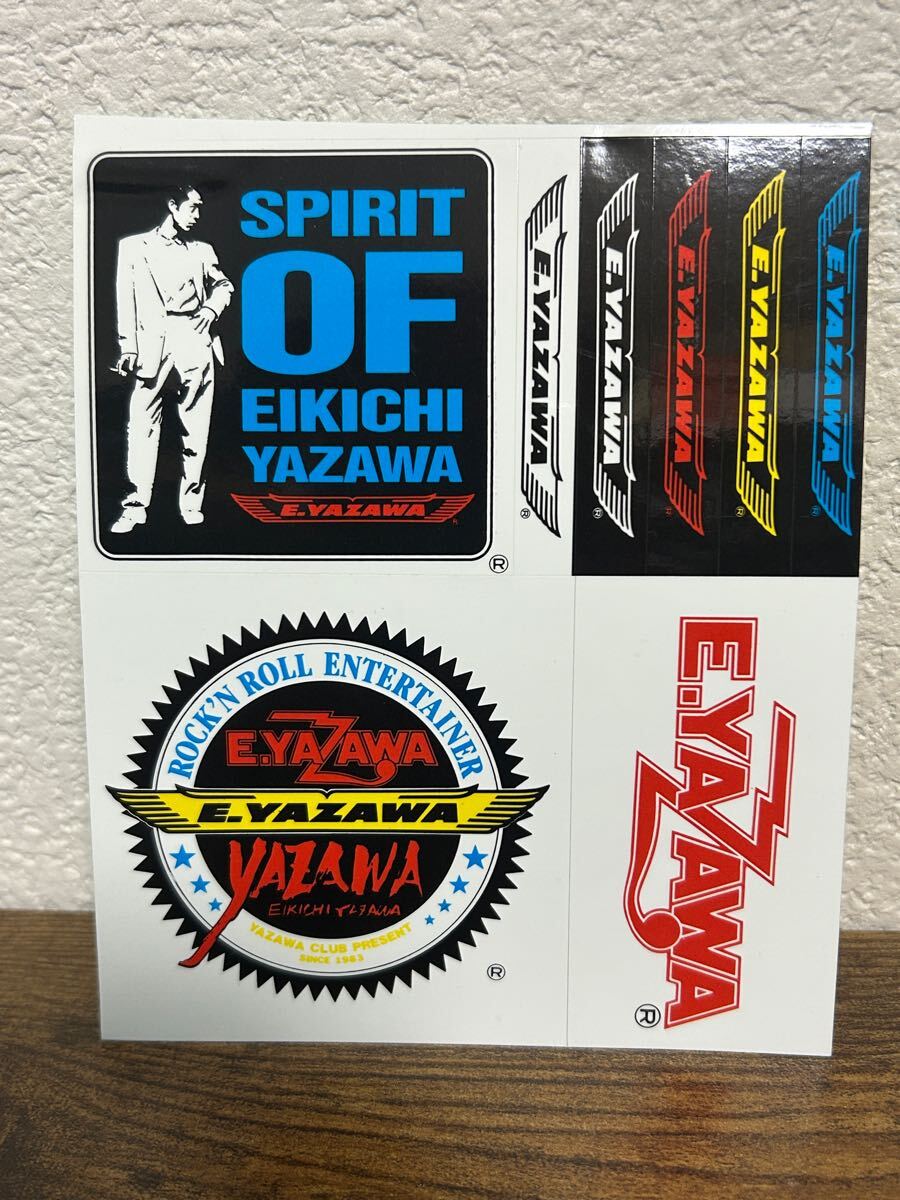 SPIRIT
OF
EIKICHI
YAZAWA
E.YAZAWA
®
®
E.YAZAWA
®
E.YAZAWA
®
E.YAZAWA
®
E.YAZAWA
®
E.YAZAWA
®
ROCK'N ROLL ENTERTAINER
E.YAZAWA
E.YAZAWA
YAZAWA
EIKICHI YAZAWA
YAZAWA CLUB PRESENT
SINCE 1983
®
E.YAZAWA
®